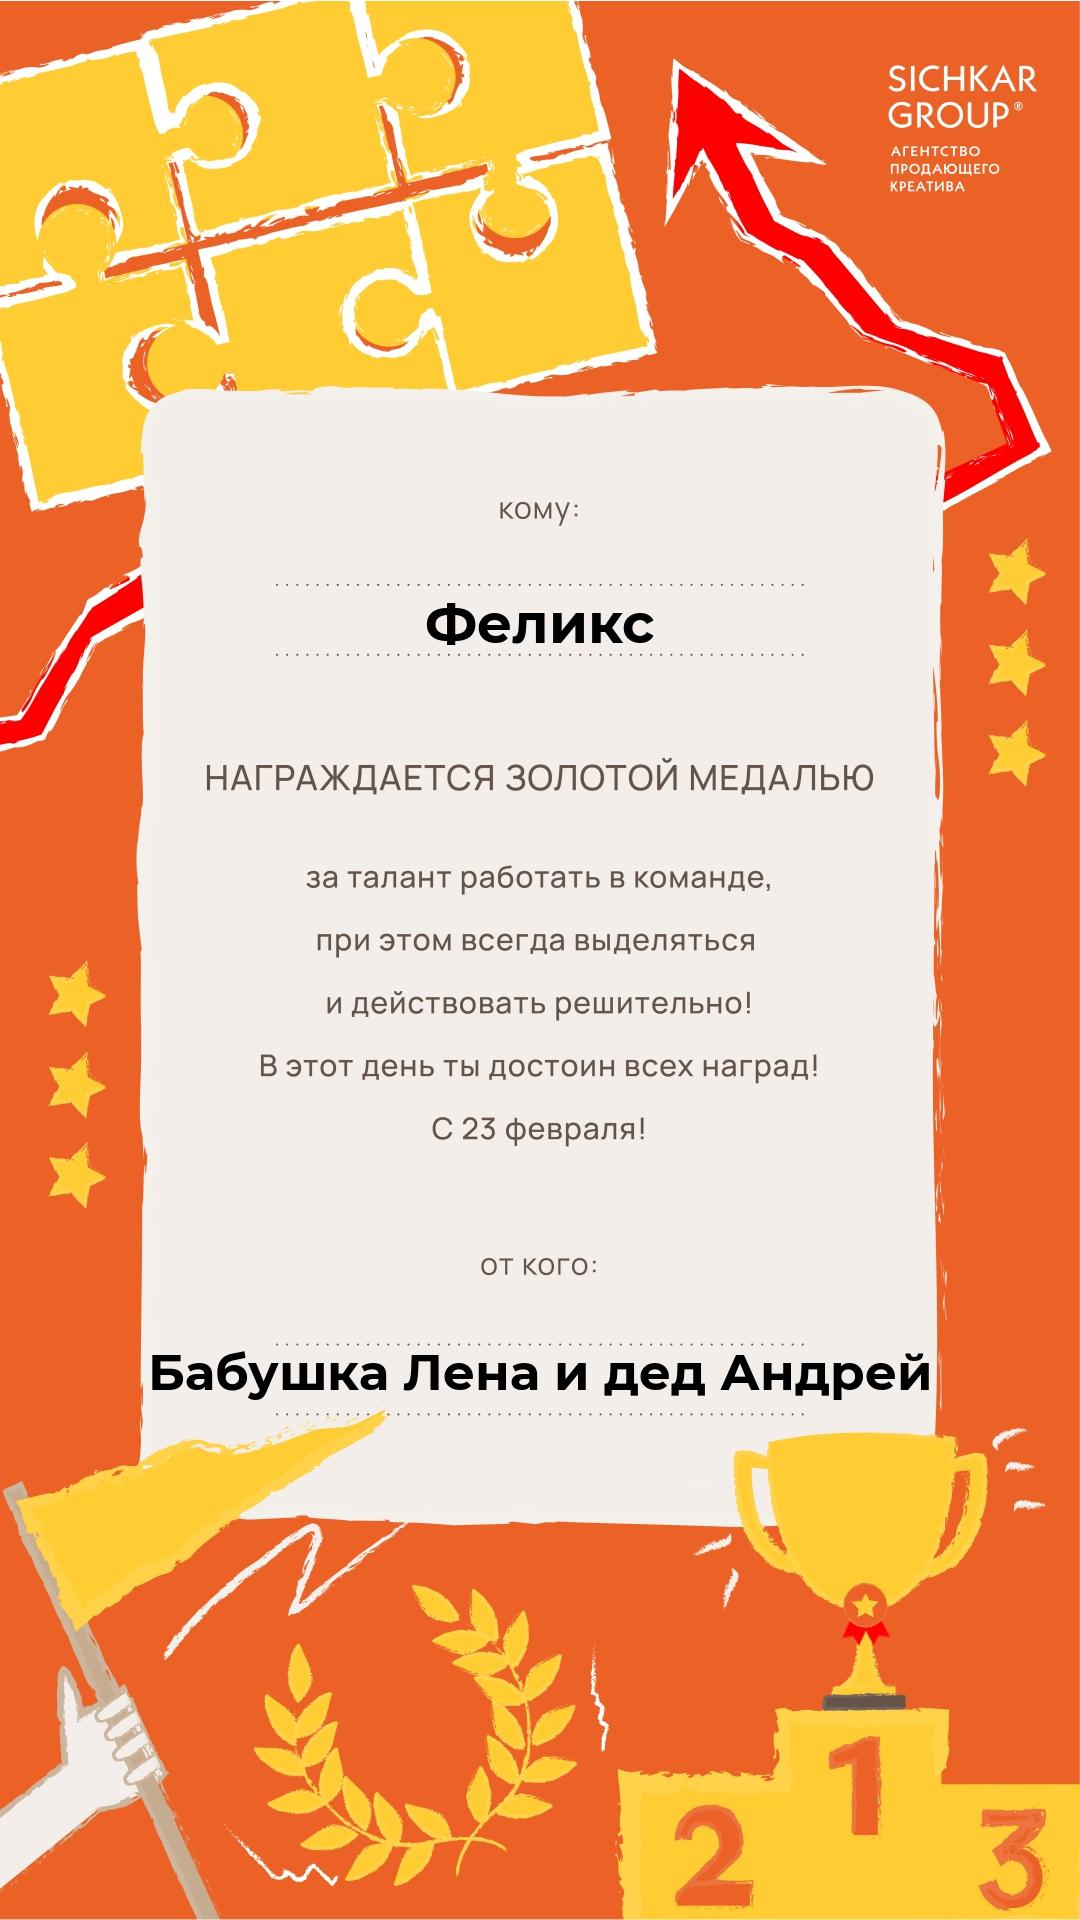 SICHKAR
GROUP®
АГЕНТСТВО
ПРОДАЮЩЕГО
КРЕАТИВА
кому:
Феликс
НАГРАЖДАЕТСЯ ЗОЛОТОЙ МЕДАЛЬЮ
за талант работать в команде,
при этом всегда выделяться
и действовать решительно!
В этот день ты достоин всех наград!
С 23 февраля!
от кого:
Бабушка Лена и дед Андрей
1
2
3